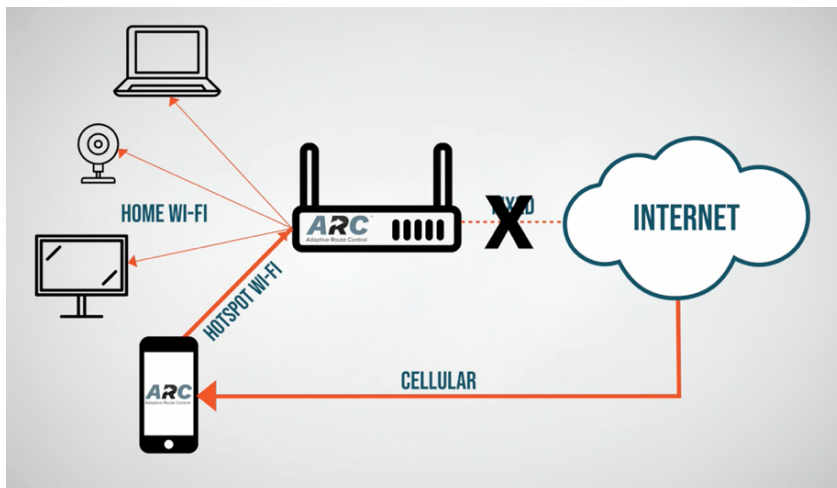 HOME WI-FI
ARC
Adaptive Route Control
INTERNET
HOTSPOT WI-FI
ARC
Adaptive Route Control
CELLULAR